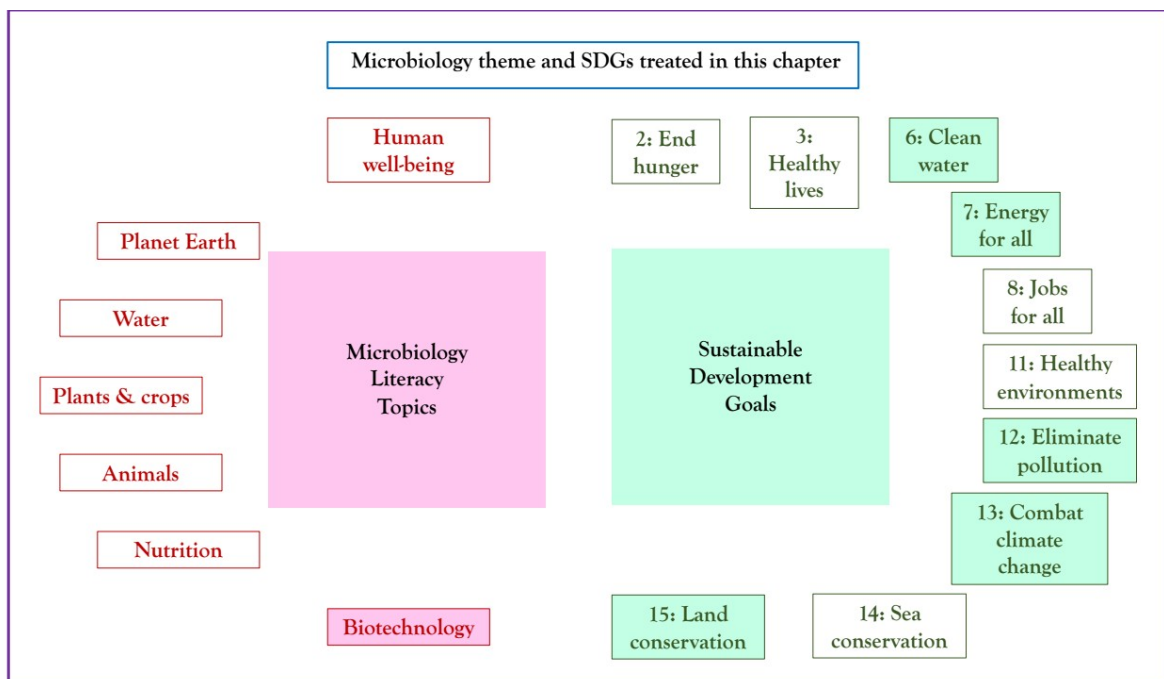 Microbiology theme and SDGs treated in this chapter
Human
well-being
2: End
hunger
3:
Healthy
lives
6: Clean
water
7: Energy
for all
Planet Earth
Water
Plants & crops
Animals
Nutrition
Biotechnology
Microbiology
Literacy
Topics
Sustainable
Development
Goals
8: Jobs
for all
11: Healthy
environments
12: Eliminate
pollution
13: Combat
climate
change
14: Sea
conservation
15: Land
conservation